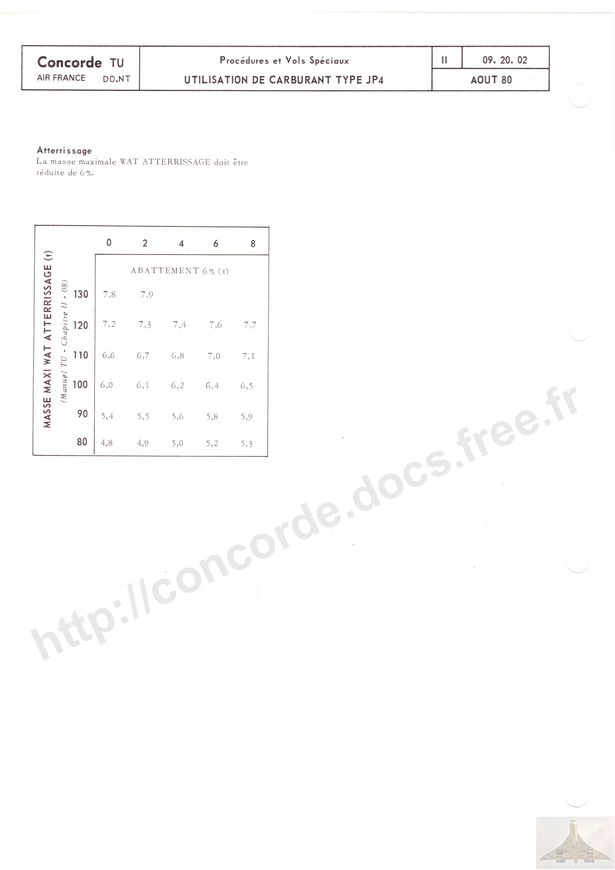 Concorde TU
AIR FRANCE DO.NT
Procédures et Vols Spéciaux
UTILISATION DE CARBURANT TYPE JP4
II
09. 20. 02
AOUT 80
Atterrissage
La masse maximale WAT ATTERRISSAGE doit être
réduite de 6%.
MASSE MAXI WAT ATTERRISSAGE (t)
(Manuel TU - Chapitre II - 08)
0 2 4 6 8
ABATTEMENT 6% (t)
130 7,8 7,9
120 7,2 7,3 7,4 7,6 7,7
110 6,6 6,7 6,8 7,0 7,1
100 6,0 6,1 6,2 6,4 6,5
90 5,4 5,5 5,6 5,8 5,9
80 4,8 4,9 5,0 5,2 5,3
http://concorde.docs.free.fr